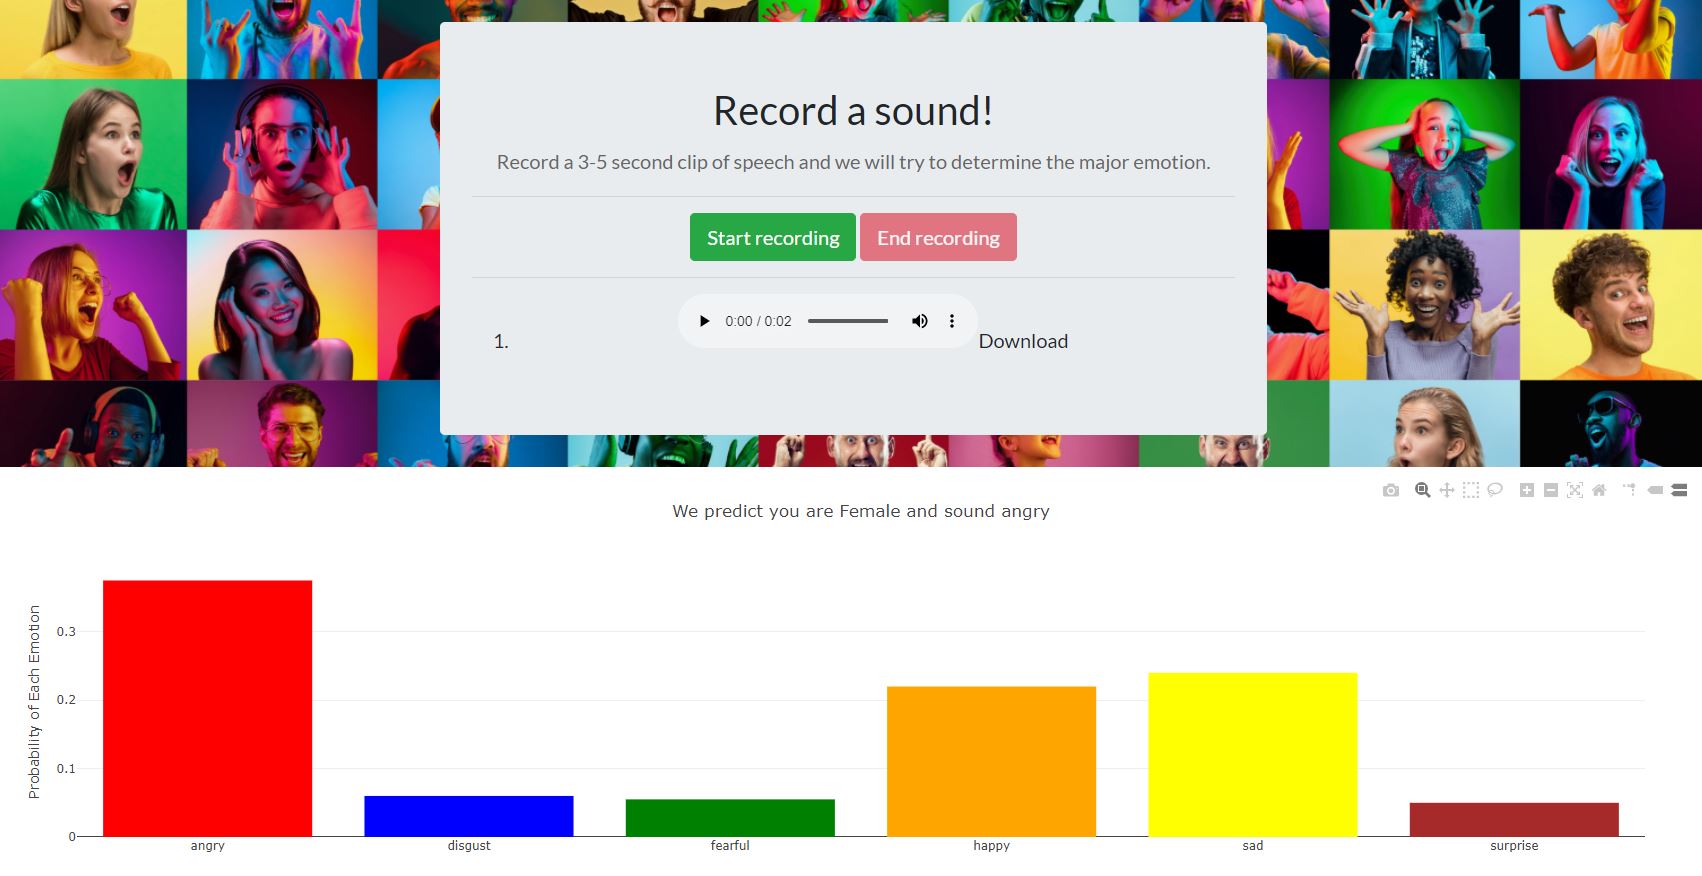 Record a sound!
Record a 3-5 second clip of speech and we will try to determine the major emotion.
Start recording
End recording
1.
0:00 / 0:02
Download
We predict you are Female and sound angry
Probability of Each Emotion
0.3
0.2
0.1
0
angry
disgust
fearful
happy
sad
surprise